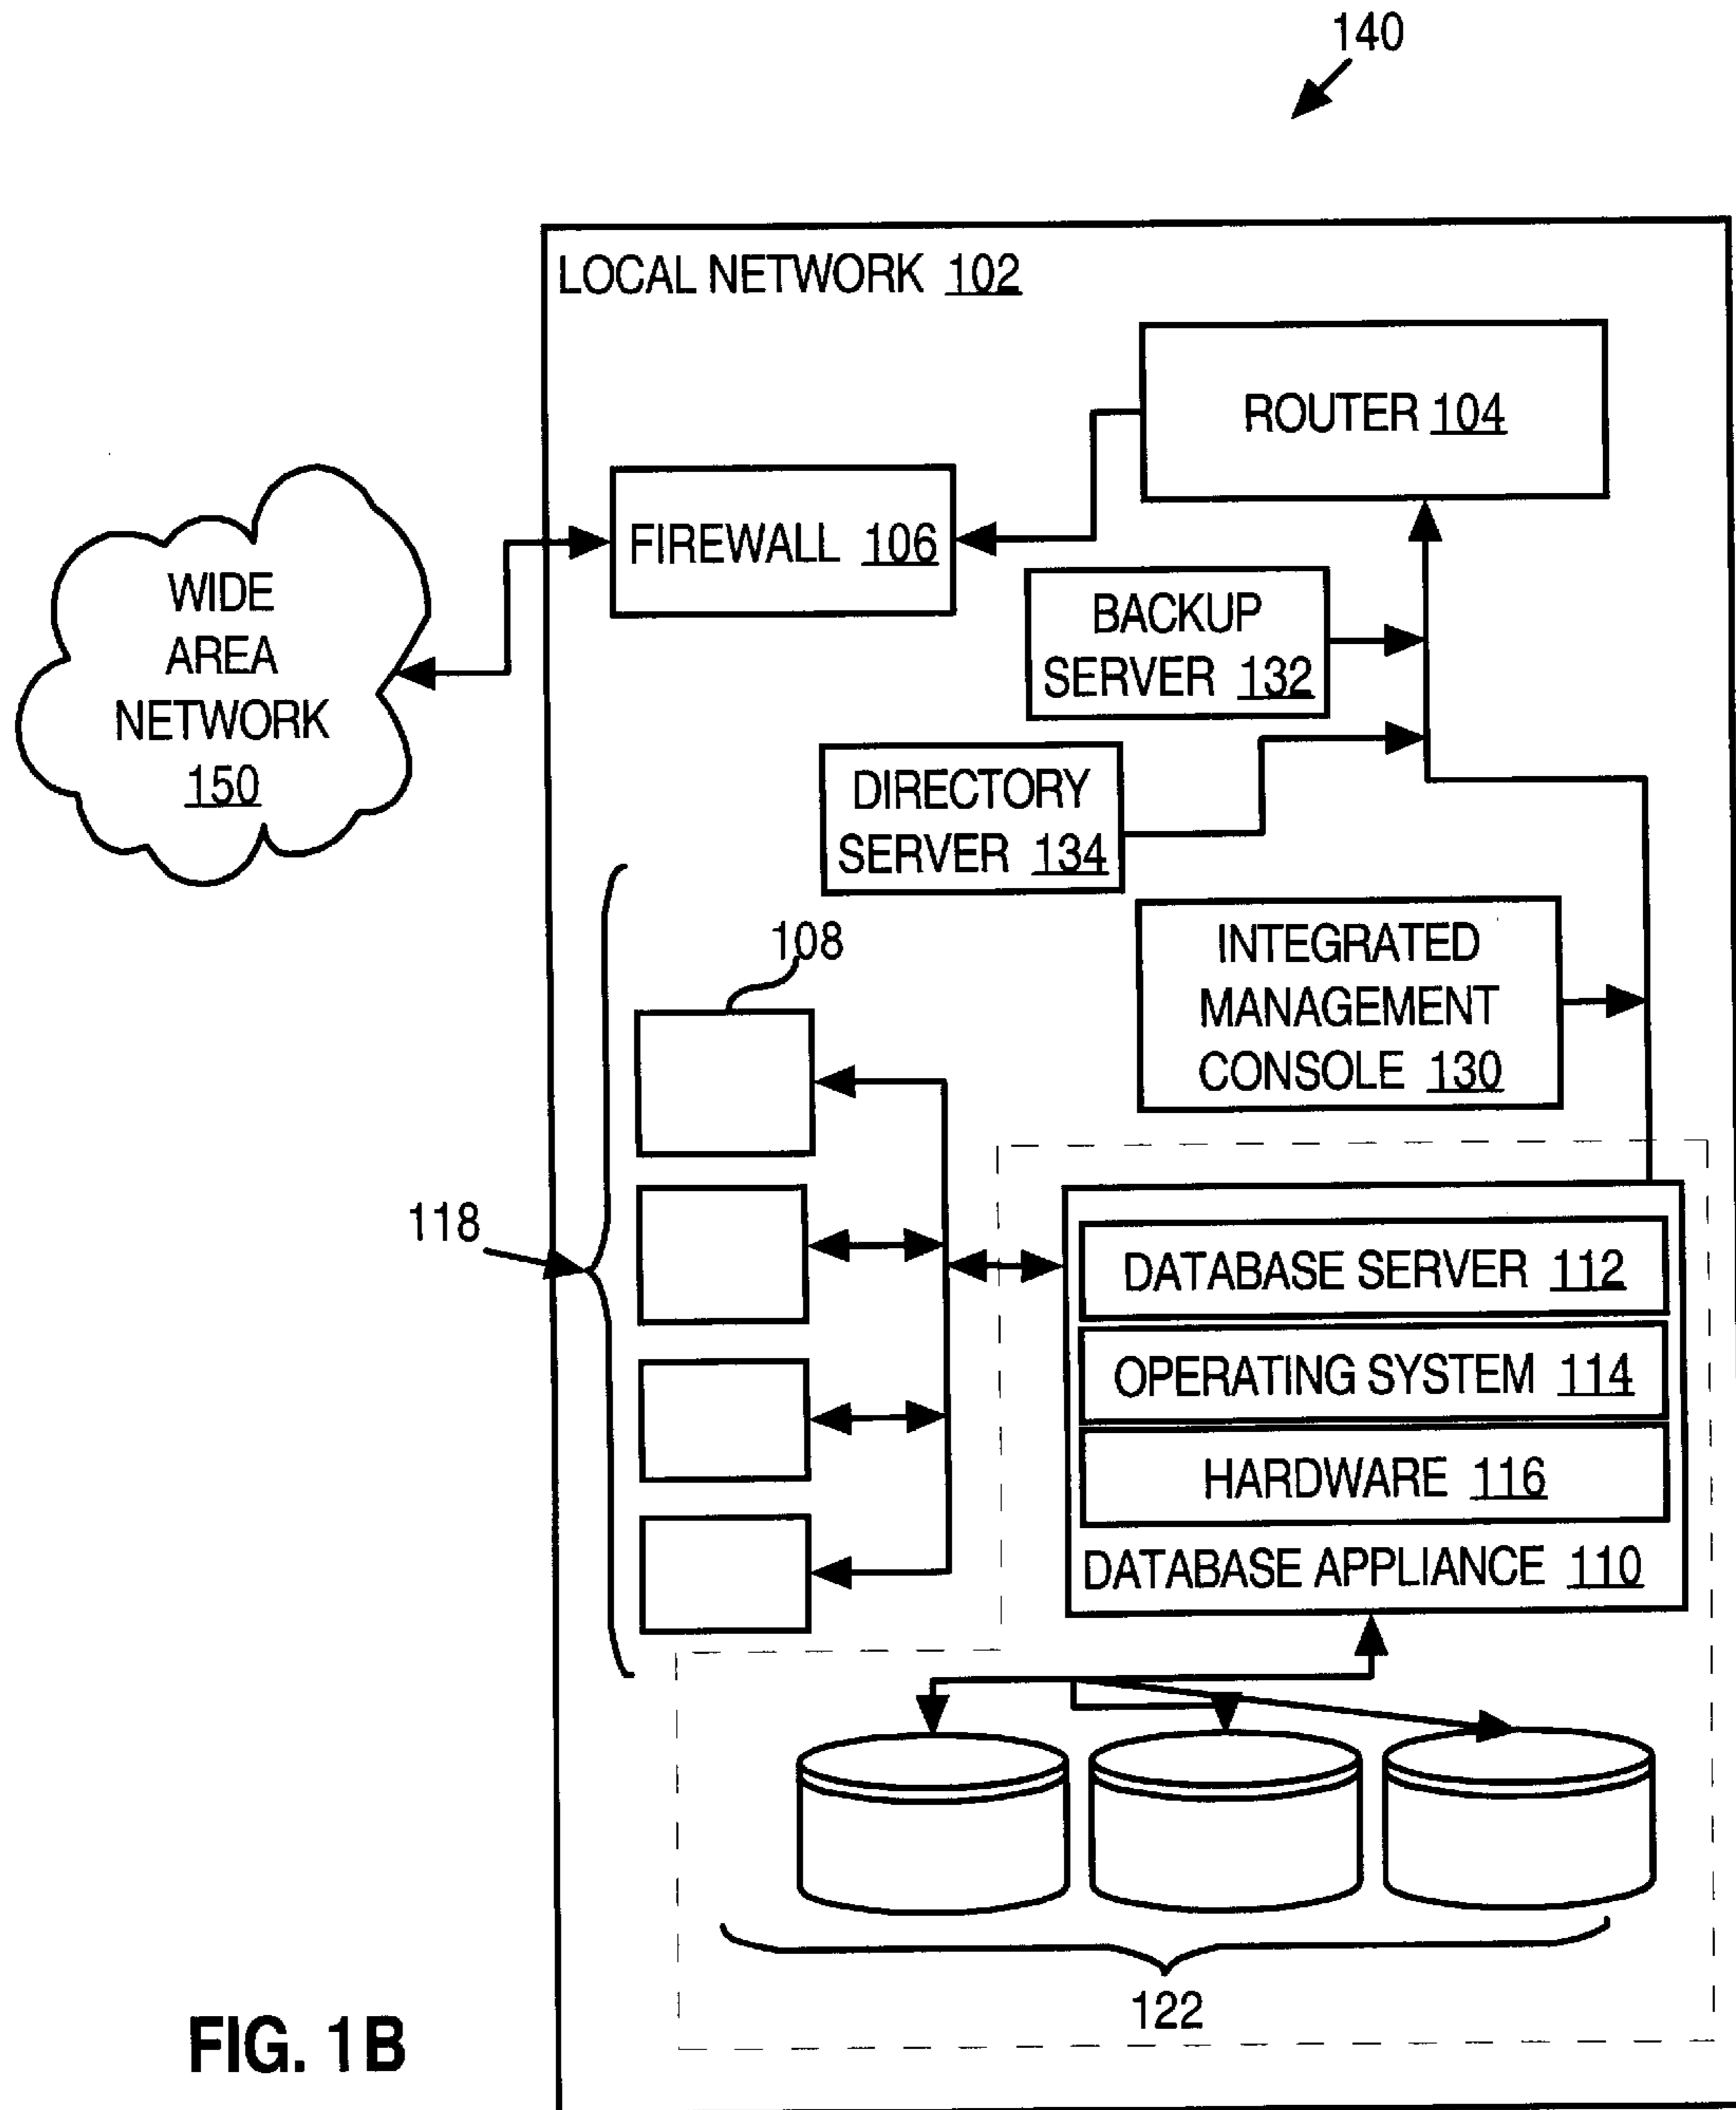 140
LOCAL NETWORK 102
ROUTER 104
FIREWALL 106
WIDE
AREA
NETWORK
150
BACKUP
SERVER 132
DIRECTORY
SERVER 134
108
INTEGRATED
MANAGEMENT
CONSOLE 130
118
DATABASE SERVER 112
OPERATING SYSTEM 114
HARDWARE 116
DATABASE APPLIANCE 110
122
FIG. 1B